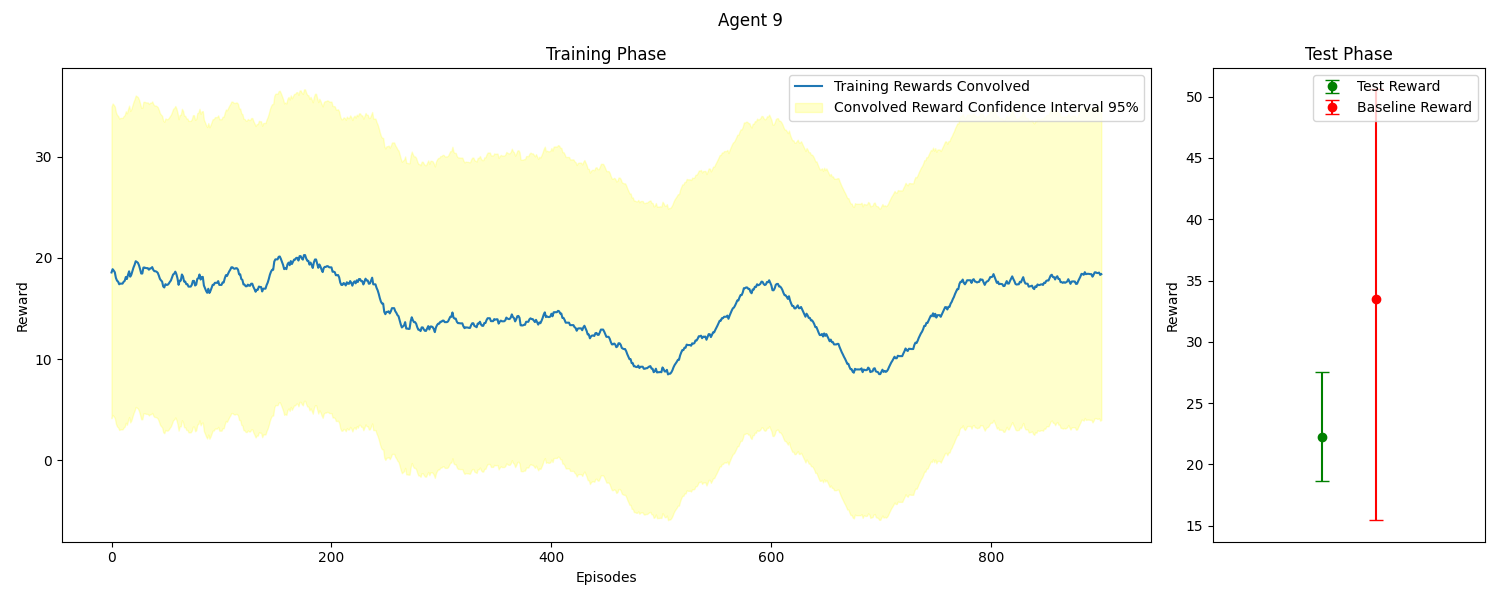 Agent 9
Training Phase
Training Rewards Convolved
Convolved Reward Confidence Interval 95%
Reward
30
20
10
0
0 200 400 600 800
Episodes
Test Phase
Test Reward
Baseline Reward
Reward
50
45
40
35
30
25
20
15